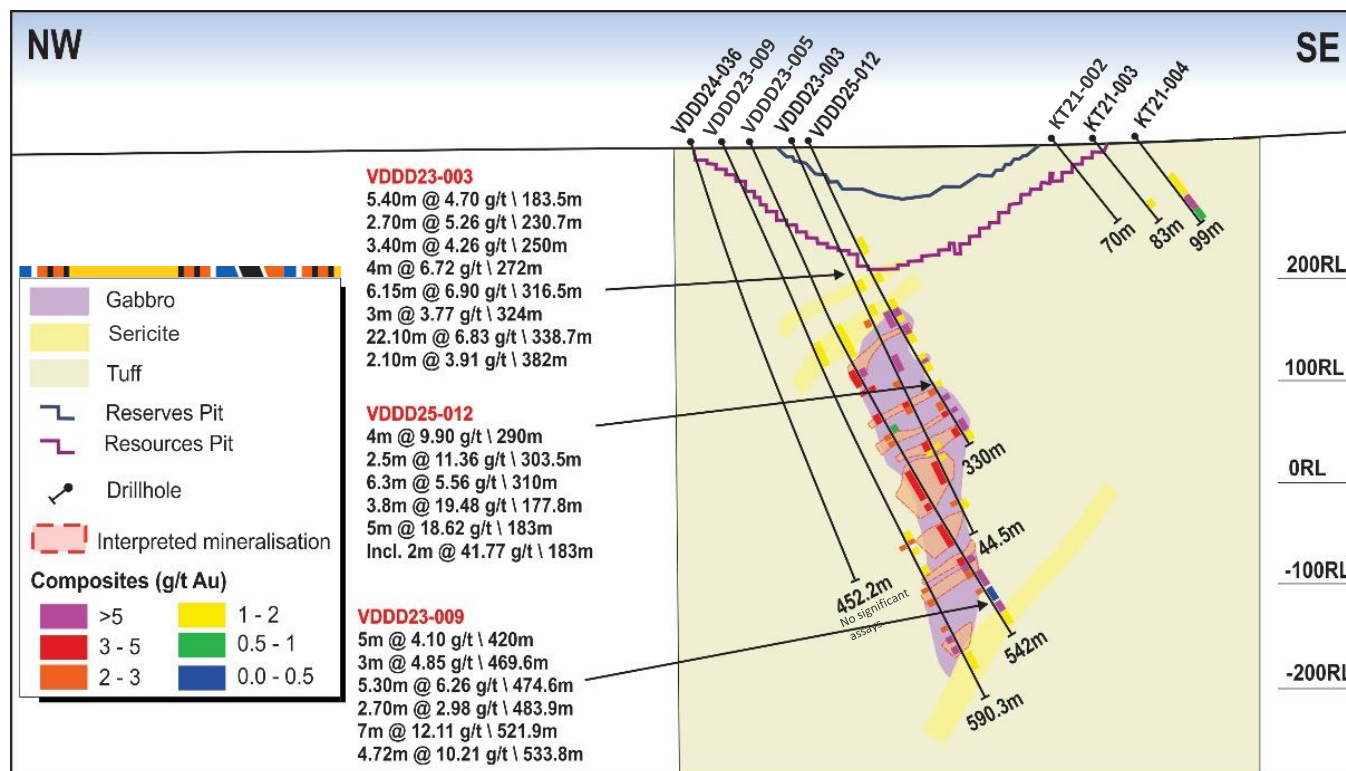 NW
SE
VDDD24-036
VDDD23-009
VDDD23-005
VDDD23-003
VDDD25-012
KT21-002
KT21-003
KT21-004
VDDD23-003
5.40m @ 4.70 g/t \ 183.5m
2.70m @ 5.26 g/t \ 230.7m
3.40m @ 4.26 g/t \ 250m
4m @ 6.72 g/t \ 272m
6.15m @ 6.90 g/t \ 316.5m
3m @ 3.77 g/t \ 324m
22.10m @ 6.83 g/t \ 338.7m
2.10m @ 3.91 g/t \ 382m
VDDD25-012
4m @ 9.90 g/t \ 290m
2.5m @ 11.36 g/t \ 303.5m
6.3m @ 5.56 g/t \ 310m
3.8m @ 19.48 g/t \ 177.8m
5m @ 18.62 g/t \ 183m
Incl. 2m @ 41.77 g/t \ 183m
VDDD23-009
5m @ 4.10 g/t \ 420m
3m @ 4.85 g/t \ 469.6m
5.30m @ 6.26 g/t \ 474.6m
2.70m @ 2.98 g/t \ 483.9m
7m @ 12.11 g/t \ 521.9m
4.72m @ 10.21 g/t \ 533.8m
Gabbro
Sericite
Tuff
Reserves Pit
Resources Pit
Drillhole
Interpreted mineralisation
Composites (g/t Au)
>5
3 - 5
2 - 3
1 - 2
0.5 - 1
0.0 - 0.5
70m
83m
99m
330m
44.5m
452.2m
No significant
assays
542m
590.3m
200RL
100RL
0RL
-100RL
-200RL